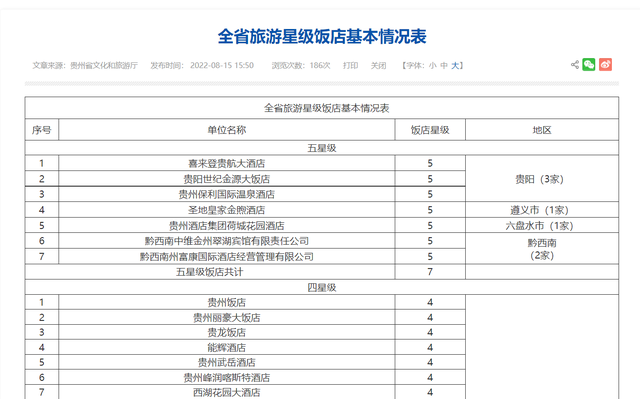 全省旅游星级饭店基本情况表
文章来源：贵州省文化和旅游厅 发布时间： 2022-08-15 15:50 浏览次数：186次 打印 关闭 【字体：小 中 大】
全省旅游星级饭店基本情况表
序号 单位名称 饭店星级 地区
五星级
1 喜来登贵航大酒店 5
2 贵阳世纪金源大饭店 5 贵阳（3家）
3 贵州保利国际温泉酒店 5
4 圣地皇家金煦酒店 5 遵义市（1家）
5 贵州酒店集团荷城花园酒店 5 六盘水市（1家）
6 黔西南中维金州翠湖宾馆有限责任公司 5 黔西南
7 黔西南州富康国际酒店经营管理有限公司 5 （2家）
五星级饭店共计 7
四星级
1 贵州饭店 4
2 贵州丽豪大饭店 4
3 贵龙饭店 4
4 能辉酒店 4
5 贵州武岳酒店 4
6 贵州峰润喀斯特酒店 4
7 西湖花园大酒店 4